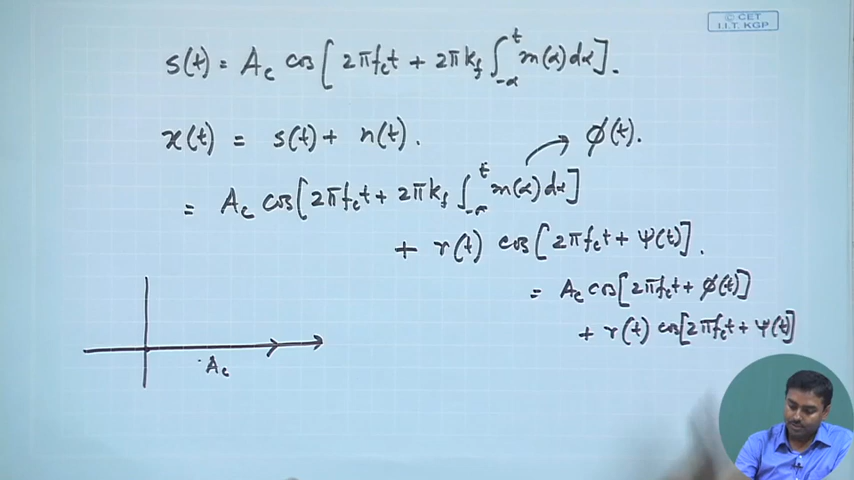 © CET
I.I.T. KGP
s(t) = A_c cos[2πf_ct + 2πk_f ∫_{-α}^{t} m(α)dα].
x(t) = s(t) + n(t).
φ(t).
= A_c cos[2πf_ct + 2πk_f ∫_{-α}^{t} m(α)dα]
+ r(t) cos[2πf_ct + ψ(t)].
= A_c cos[2πf_ct + φ(t)]
+ r(t) cos[2πf_ct + ψ(t)]
A_c